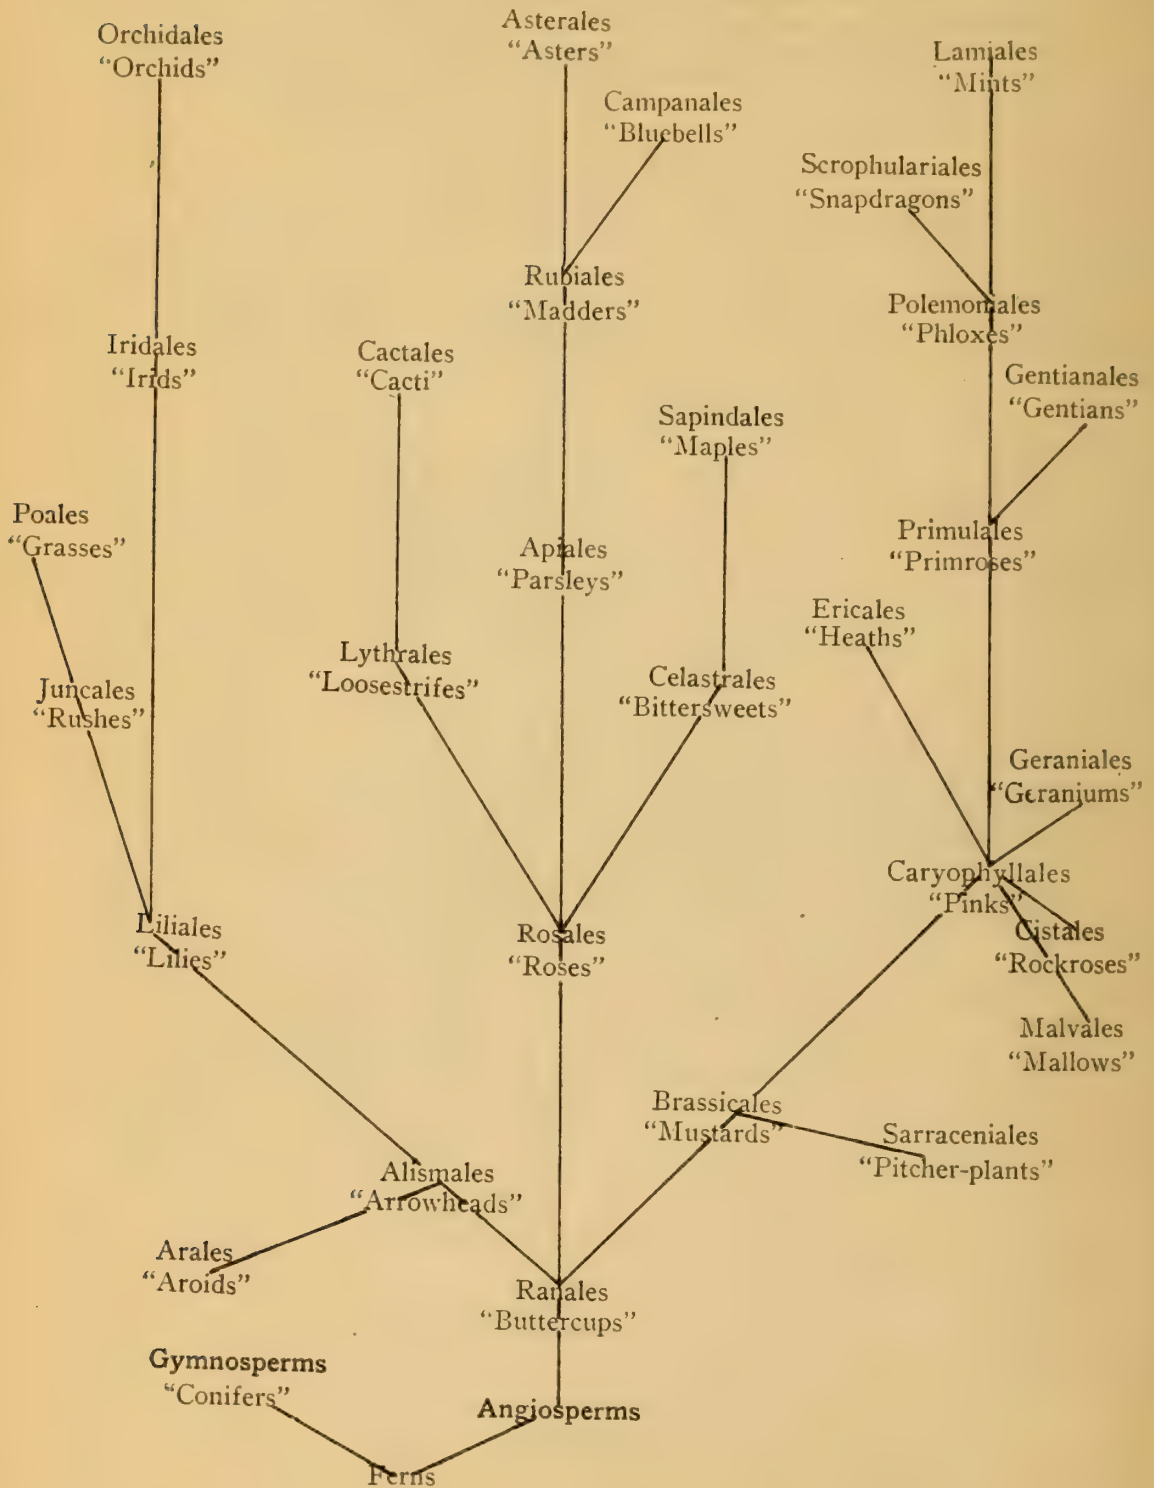 Orchidales
“Orchids”
Asterales
“Asters”
Lamiales
“Mints”
Campanales
“Bluebells”
Scrophulariales
“Snapdragons”
Rubiales
“Madders”
Polemoniales
“Phloxes”
Iridales
“Irids”
Cactales
“Cacti”
Gentianales
“Gentians”
Sapindales
“Maples”
Poales
“Grasses”
Apiales
“Parsleys”
Primulales
“Primroses”
Ericales
“Heaths”
Lythrales
“Loosestrifes”
Celastrales
“Bittersweets”
Juncales
“Rushes”
Geraniales
“Geraniums”
Caryophyllales
“Pinks”
Liliales
“Lilies”
Rosales
“Roses”
Cistales
“Rockroses”
Malvales
“Mallows”
Brassicales
“Mustards”
Sarraceniales
“Pitcher-plants”
Alismales
“Arrowheads”
Arales
“Aroids”
Ranales
“Buttercups”
Gymnosperms
“Conifers”
Angiosperms
Ferns